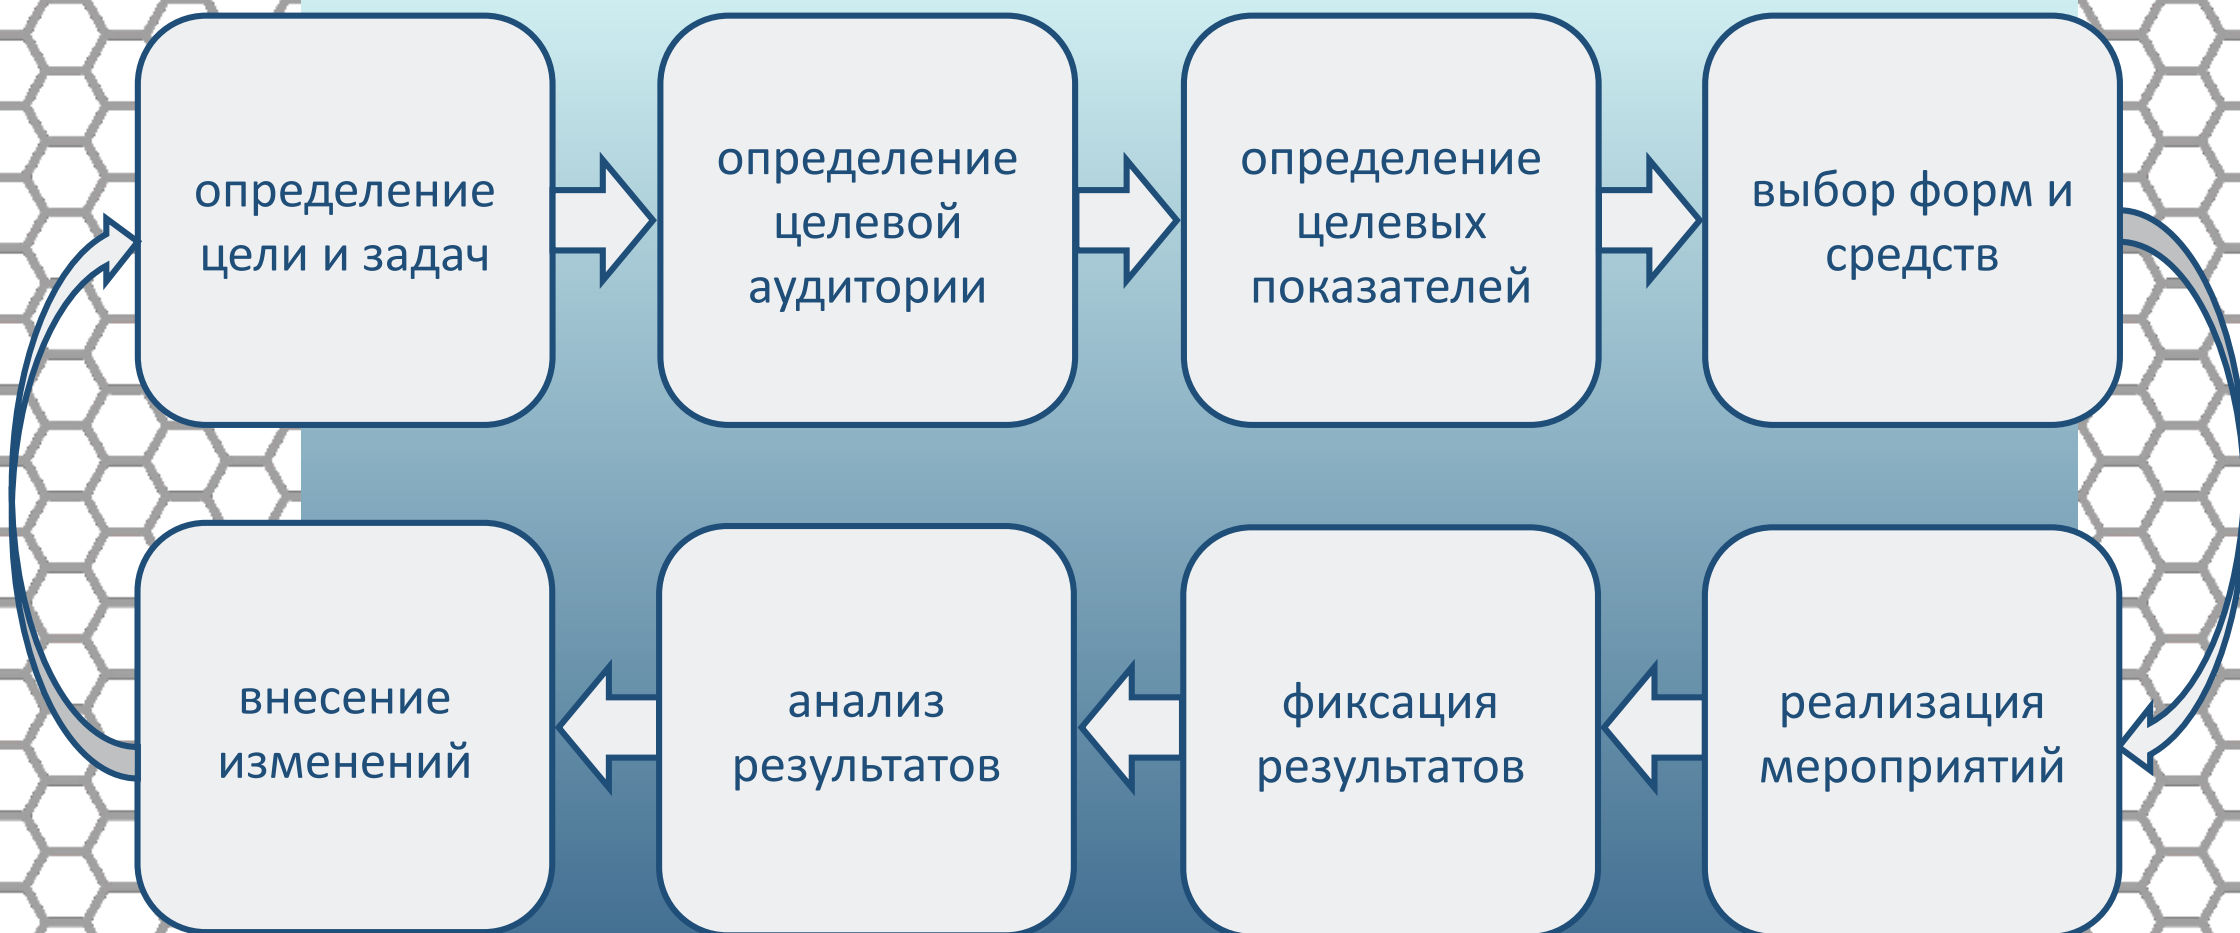 определение
цели и задач
определение
целевой
аудитории
определение
целевых
показателей
выбор форм и
средств
реализация
мероприятий
фиксация
результатов
анализ
результатов
внесение
изменений